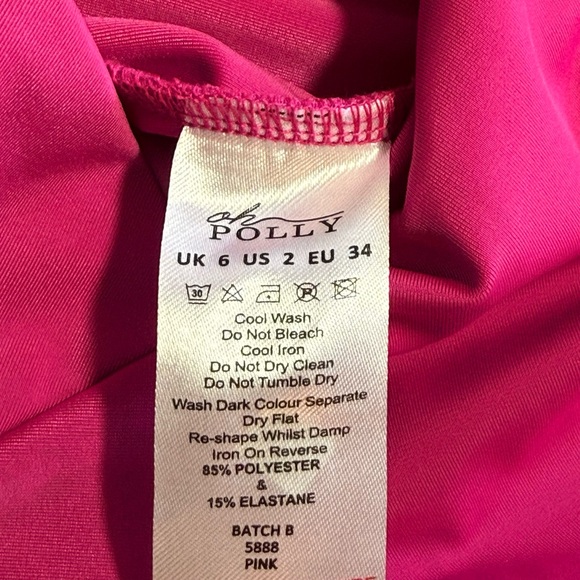 oh
POLLY
UK 6 US 2 EU 34
30 P
Cool Wash
Do Not Bleach
Cool Iron
Do Not Dry Clean
Do Not Tumble Dry
Wash Dark Colour Separate
Dry Flat
Re-shape Whilst Damp
Iron On Reverse
85% POLYESTER
&
15% ELASTANE
BATCH B
5888
PINK